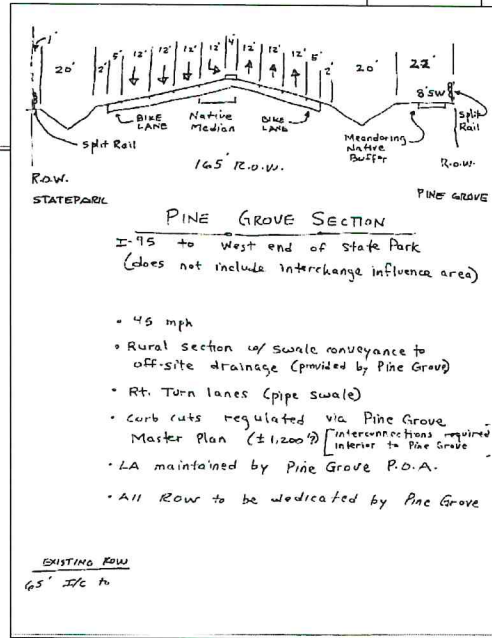 1' 20' 2' 5' 12' 12' 12' 12' 4' 12' 12' 12' 5' 2' 20' 22'
8' SW
BIKE LANE
Native Median
BIKE LANE
Meandering Native Buffer
Split Rail
Split Rail
165' R.O.W.
R.O.W.
R.O.W.
STATE PARK
PINE GROVE
PINE GROVE SECTION
I-95 to West end of State Park
(does not include interchange influence area)
• 45 mph
• Rural section w/ swale conveyance to
off-site drainage (provided by Pine Grove)
• Rt. Turn lanes (pipe swale)
• Curb cuts regulated via Pine Grove
Master Plan (±1,200'?) [interconnections required
interior to Pine Grove
• LA maintained by Pine Grove P.O.A.
• All ROW to be dedicated by Pine Grove
EXISTING ROW
65' I/C to